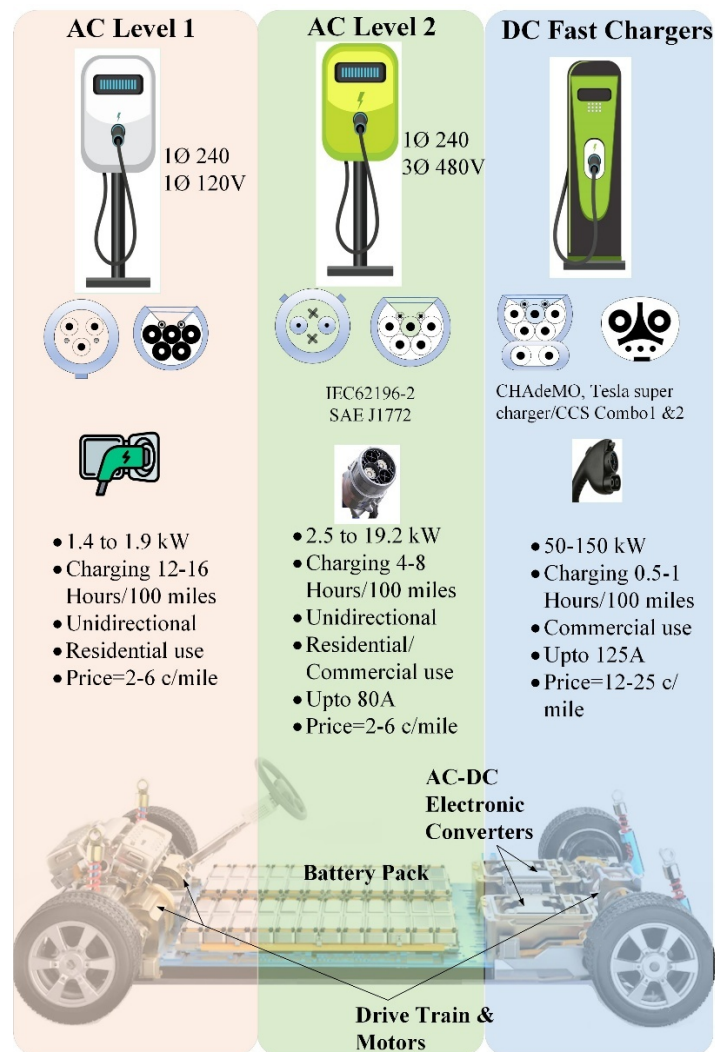 AC Level 1
1Ø 240
1Ø 120V
• 1.4 to 1.9 kW
• Charging 12-16
Hours/100 miles
• Unidirectional
• Residential use
• Price=2-6 c/mile
AC Level 2
1Ø 240
3Ø 480V
IEC62196-2
SAE J1772
• 2.5 to 19.2 kW
• Charging 4-8
Hours/100 miles
• Unidirectional
• Residential/
Commercial use
• Upto 80A
• Price=2-6 c/mile
DC Fast Chargers
CHAdeMO, Tesla super
charger/CCS Combo1 &2
• 50-150 kW
• Charging 0.5-1
Hours/100 miles
• Commercial use
• Upto 125A
• Price=12-25 c/
mile
AC-DC
Electronic
Converters
Battery Pack
Drive Train &
Motors